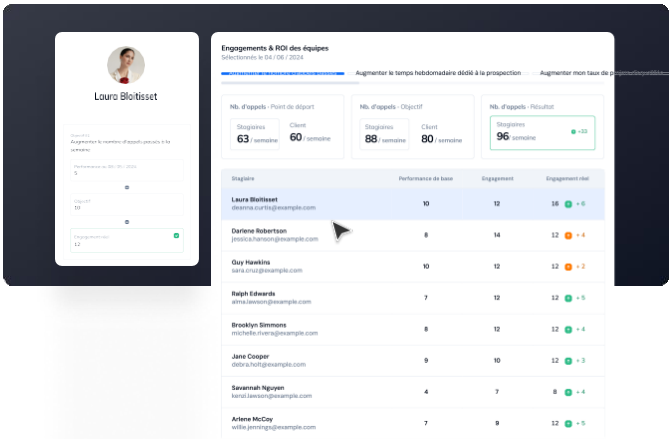 Laura Bloitisset
Objectif
Augmenter le nombre d'appels passés à la
semaine
5
10
12
Engagements & ROI des équipes
Sélectionnés le 04 / 06 / 2024
Augmenter le temps hebdomadaire dédié à la prospection
Augmenter mon taux de
Nb. d'appels - Point de départ
Stagiaires
63 / semaine
Client
60 / semaine
Nb. d'appels - Objectif
Stagiaires
88 / semaine
Client
80 / semaine
Nb. d'appels - Résultat
Stagiaires
96 / semaine
+33
Stagiaire Performance de base Engagement Engagement réel
Laura Bloitisset 10 12 16 + 6
deanna.curtis@example.com
Darlene Robertson 8 14 12 + 4
jessica.hanson@example.com
Guy Hawkins 10 12 12 + 2
sara.cruz@example.com
Ralph Edwards 7 12 12 + 5
alma.lawson@example.com
Brooklyn Simmons 8 12 12 + 4
michelle.rivera@example.com
Jane Cooper 9 10 12 + 3
debra.holt@example.com
Savannah Nguyen 4 7 8 + 4
kenzi.lawson@example.com
Arlene McCoy 7 9 12 + 5
willie.jennings@example.com